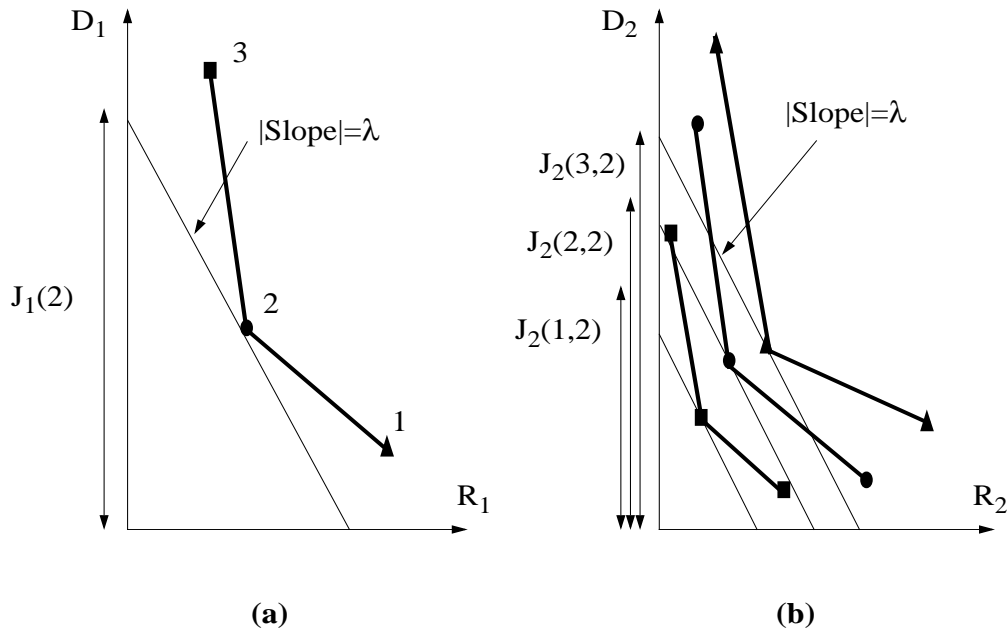 D₁
3
|Slope|=λ
J₁(2)
2
1
R₁
(a)
D₂
|Slope|=λ
J₂(3,2)
J₂(2,2)
J₂(1,2)
R₂
(b)